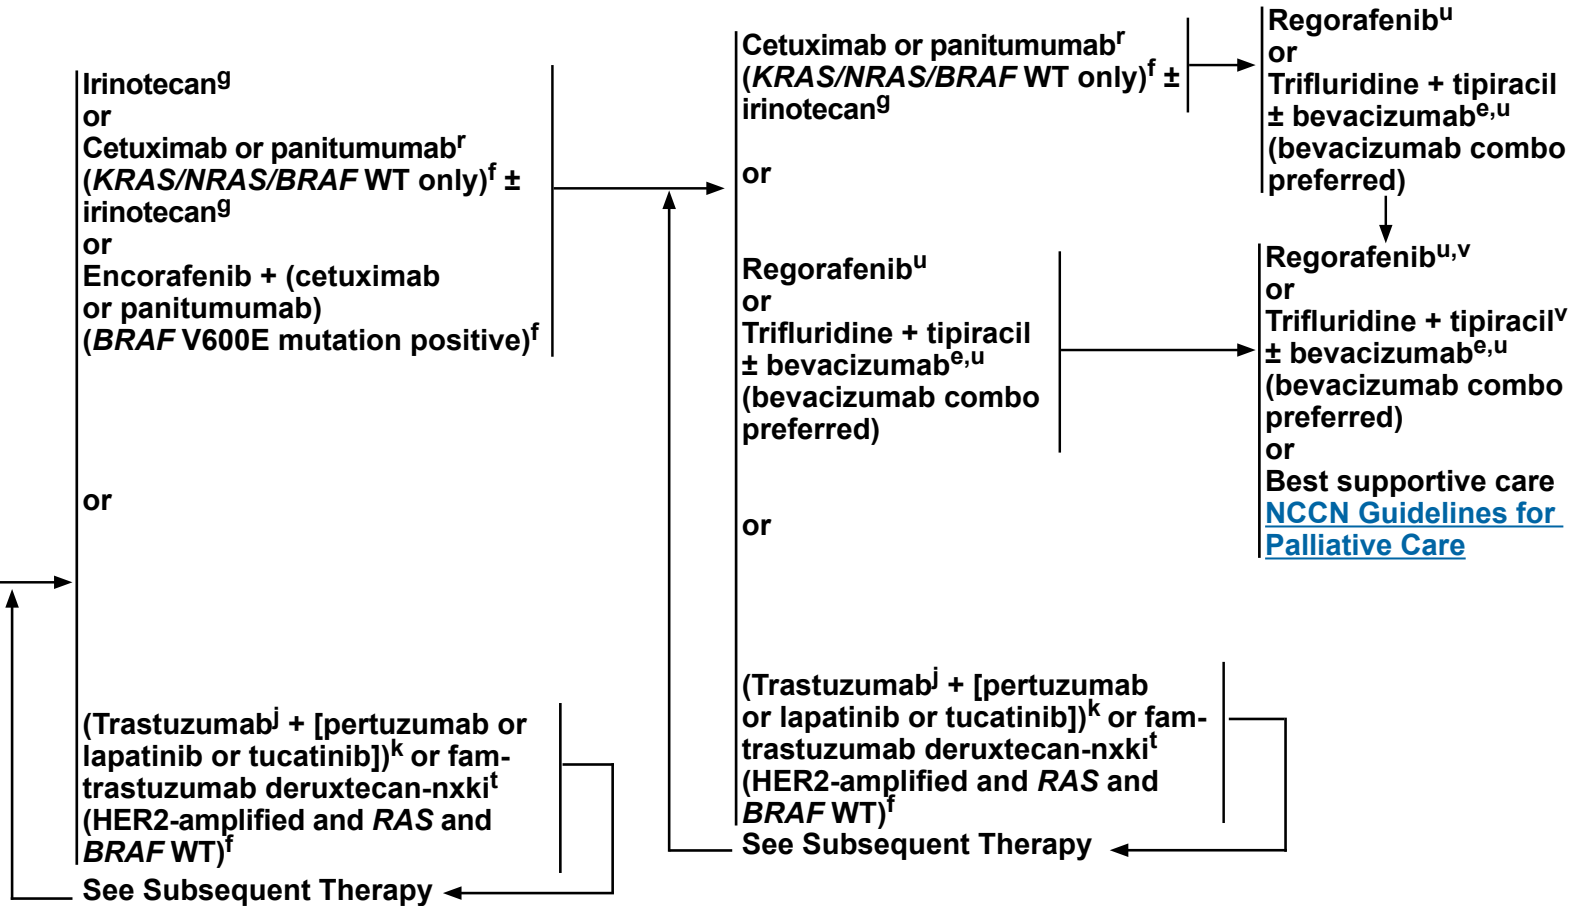 Irinotecang
or
Cetuximab or panitumumabr
(KRAS/NRAS/BRAF WT only)f ±
irinotecang
or
Encorafenib + (cetuximab
or panitumumab)
(BRAF V600E mutation positive)f
or
(Trastuzumabj + [pertuzumab or
lapatinib or tucatinib])k or fam-
trastuzumab deruxtecan-nxkit
(HER2-amplified and RAS and
BRAF WT)f
See Subsequent Therapy
Cetuximab or panitumumabr
(KRAS/NRAS/BRAF WT only)f ±
irinotecang
or
Regorafenibu
or
Trifluridine + tipiracil
± bevacizumabe,u
(bevacizumab combo
preferred)
or
(Trastuzumabj + [pertuzumab
or lapatinib or tucatinib])k or fam-
trastuzumab deruxtecan-nxkit
(HER2-amplified and RAS and
BRAF WT)f
See Subsequent Therapy
Regorafenibu
or
Trifluridine + tipiracil
± bevacizumabe,u
(bevacizumab combo
preferred)
Regorafenibu,v
or
Trifluridine + tipiracilv
± bevacizumabe,u
(bevacizumab combo
preferred)
or
Best supportive care
NCCN Guidelines for
Palliative Care